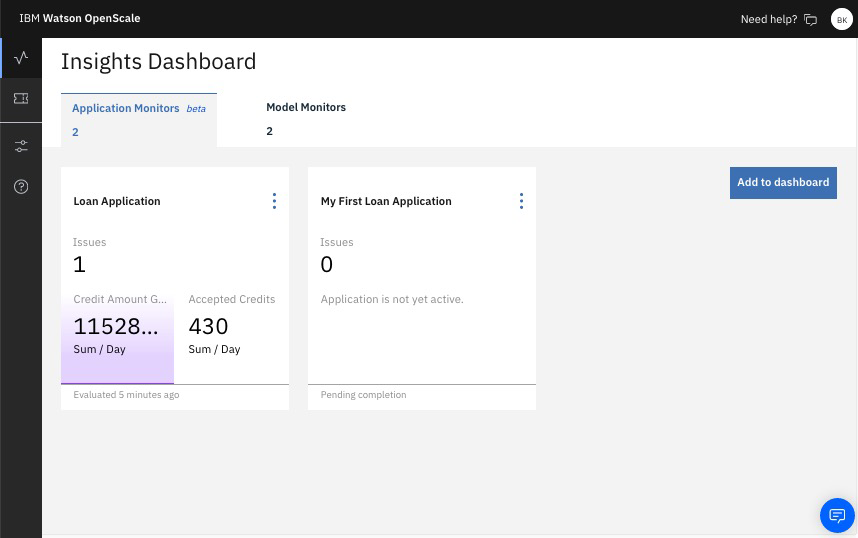 IBM Watson OpenScale
Need help?
BK
Insights Dashboard
Application Monitors beta
2
Model Monitors
2
Add to dashboard
Loan Application
Issues
1
Credit Amount G...
11528...
Sum / Day
Accepted Credits
430
Sum / Day
Evaluated 5 minutes ago
My First Loan Application
Issues
0
Application is not yet active.
Pending completion